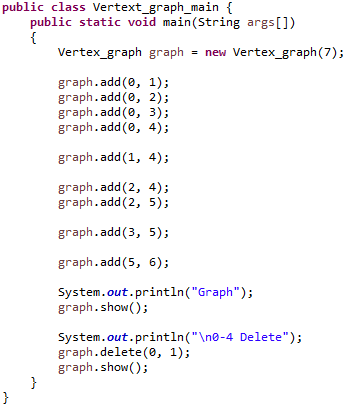 public class Vertext_graph_main {
public static void main(String args[])
{
Vertex_graph graph = new Vertex_graph(7);
graph.add(0, 1);
graph.add(0, 2);
graph.add(0, 3);
graph.add(0, 4);
graph.add(1, 4);
graph.add(2, 4);
graph.add(2, 5);
graph.add(3, 5);
graph.add(5, 6);
System.out.println("Graph");
graph.show();
System.out.println("\n0-4 Delete");
graph.delete(0, 1);
graph.show();
}
}